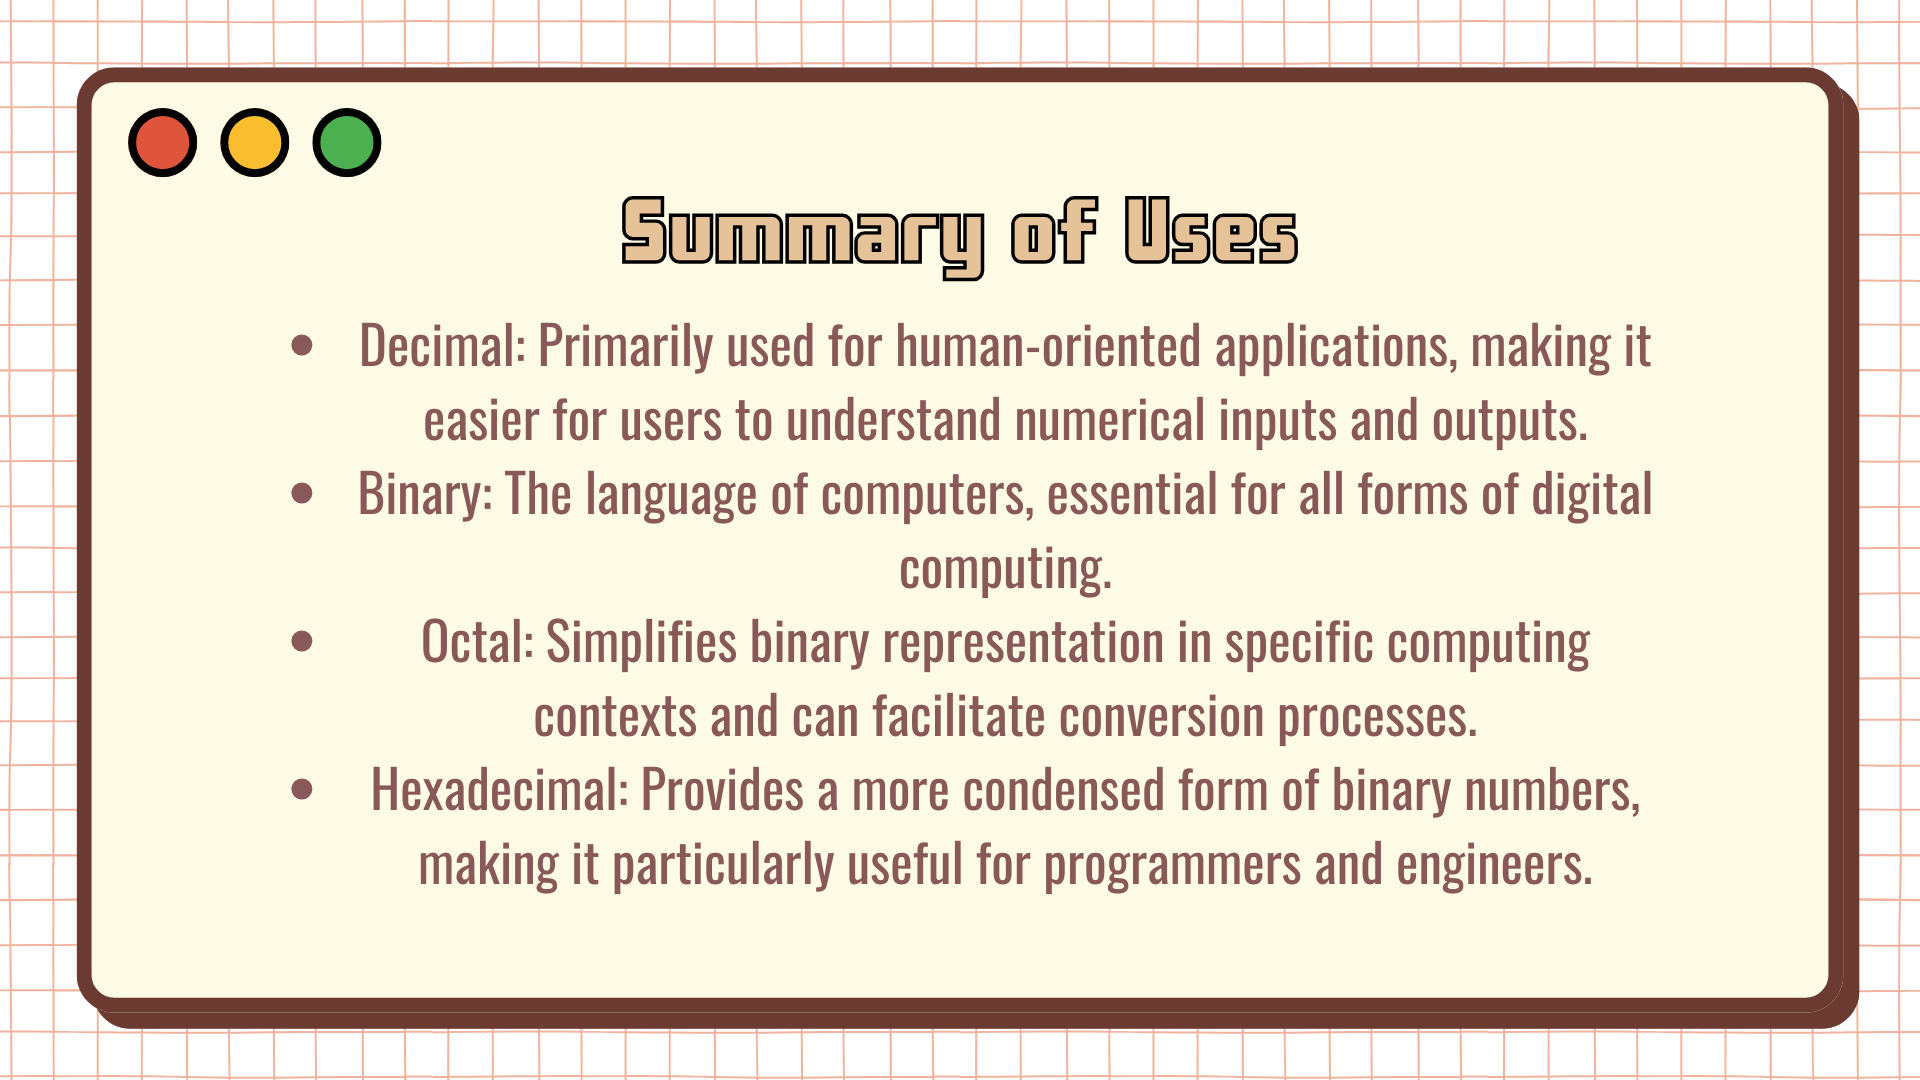 Summary of Uses
• Decimal: Primarily used for human-oriented applications, making it
easier for users to understand numerical inputs and outputs.
• Binary: The language of computers, essential for all forms of digital
computing.
• Octal: Simplifies binary representation in specific computing
contexts and can facilitate conversion processes.
• Hexadecimal: Provides a more condensed form of binary numbers,
making it particularly useful for programmers and engineers.